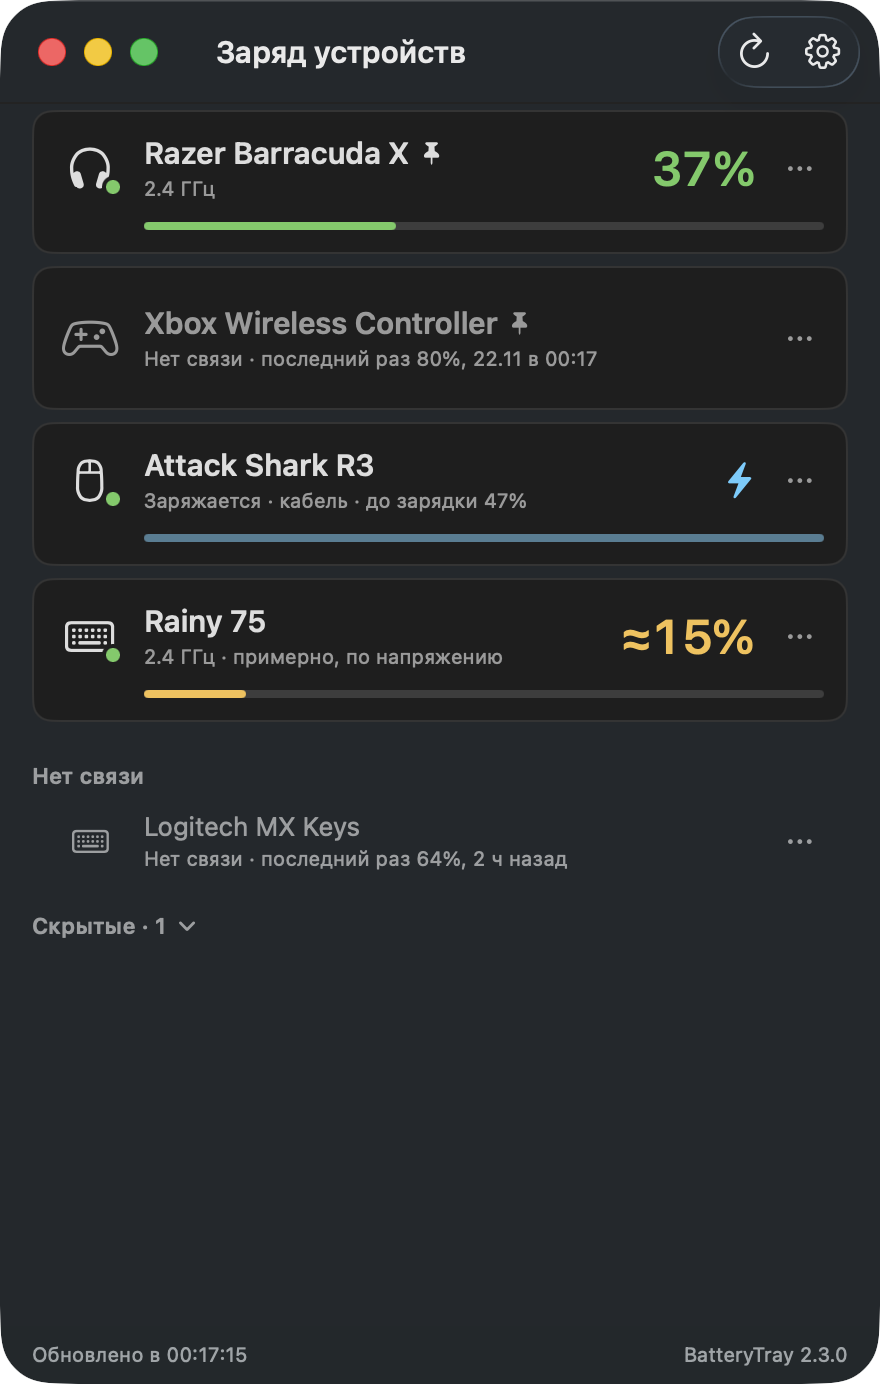 Заряд устройств
Razer Barracuda X
37%
2.4 ГГц
Xbox Wireless Controller
Нет связи · последний раз 80%, 22.11 в 00:17
Attack Shark R3
Заряжается · кабель · до зарядки 47%
Rainy 75
≈15%
2.4 ГГц · примерно, по напряжению
Нет связи
Logitech MX Keys
Нет связи · последний раз 64%, 2 ч назад
Скрытые · 1
Обновлено в 00:17:15
BatteryTray 2.3.0